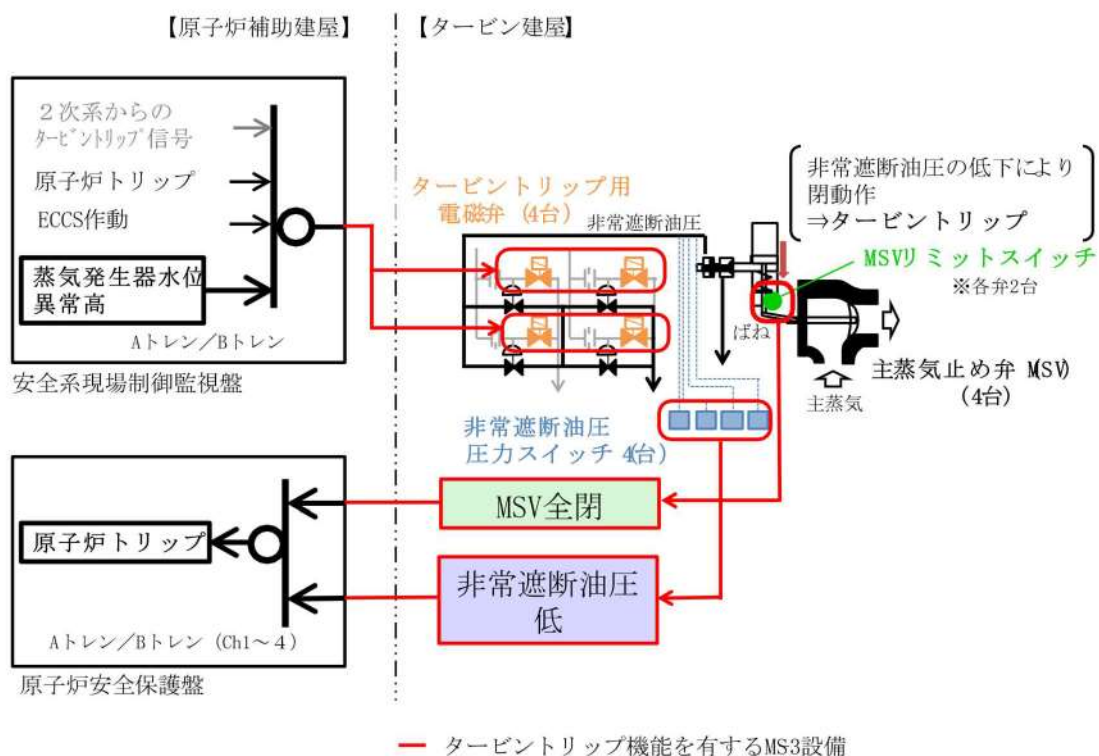 【原子炉補助建屋】
【タービン建屋】
２次系からの
ﾀｰﾋﾞﾝﾄﾘｯﾌﾟ信号
原子炉トリップ
ECCS作動
蒸気発生器水位
異常高
Aトレン／Bトレン
安全系現場制御監視盤
タービントリップ用
電磁弁 (4台)
非常遮断油圧
非常遮断油圧の低下により
閉動作
⇒タービントリップ
MSVリミットスイッチ
※各弁2台
ばね
主蒸気止め弁 M(SV)
(4台)
主蒸気
非常遮断油圧
圧力スイッチ 4(台)
MSV全閉
非常遮断油圧
低
原子炉トリップ
Aトレン／Bトレン (Ch1～4)
原子炉安全保護盤
タービントリップ機能を有するMS-3設備